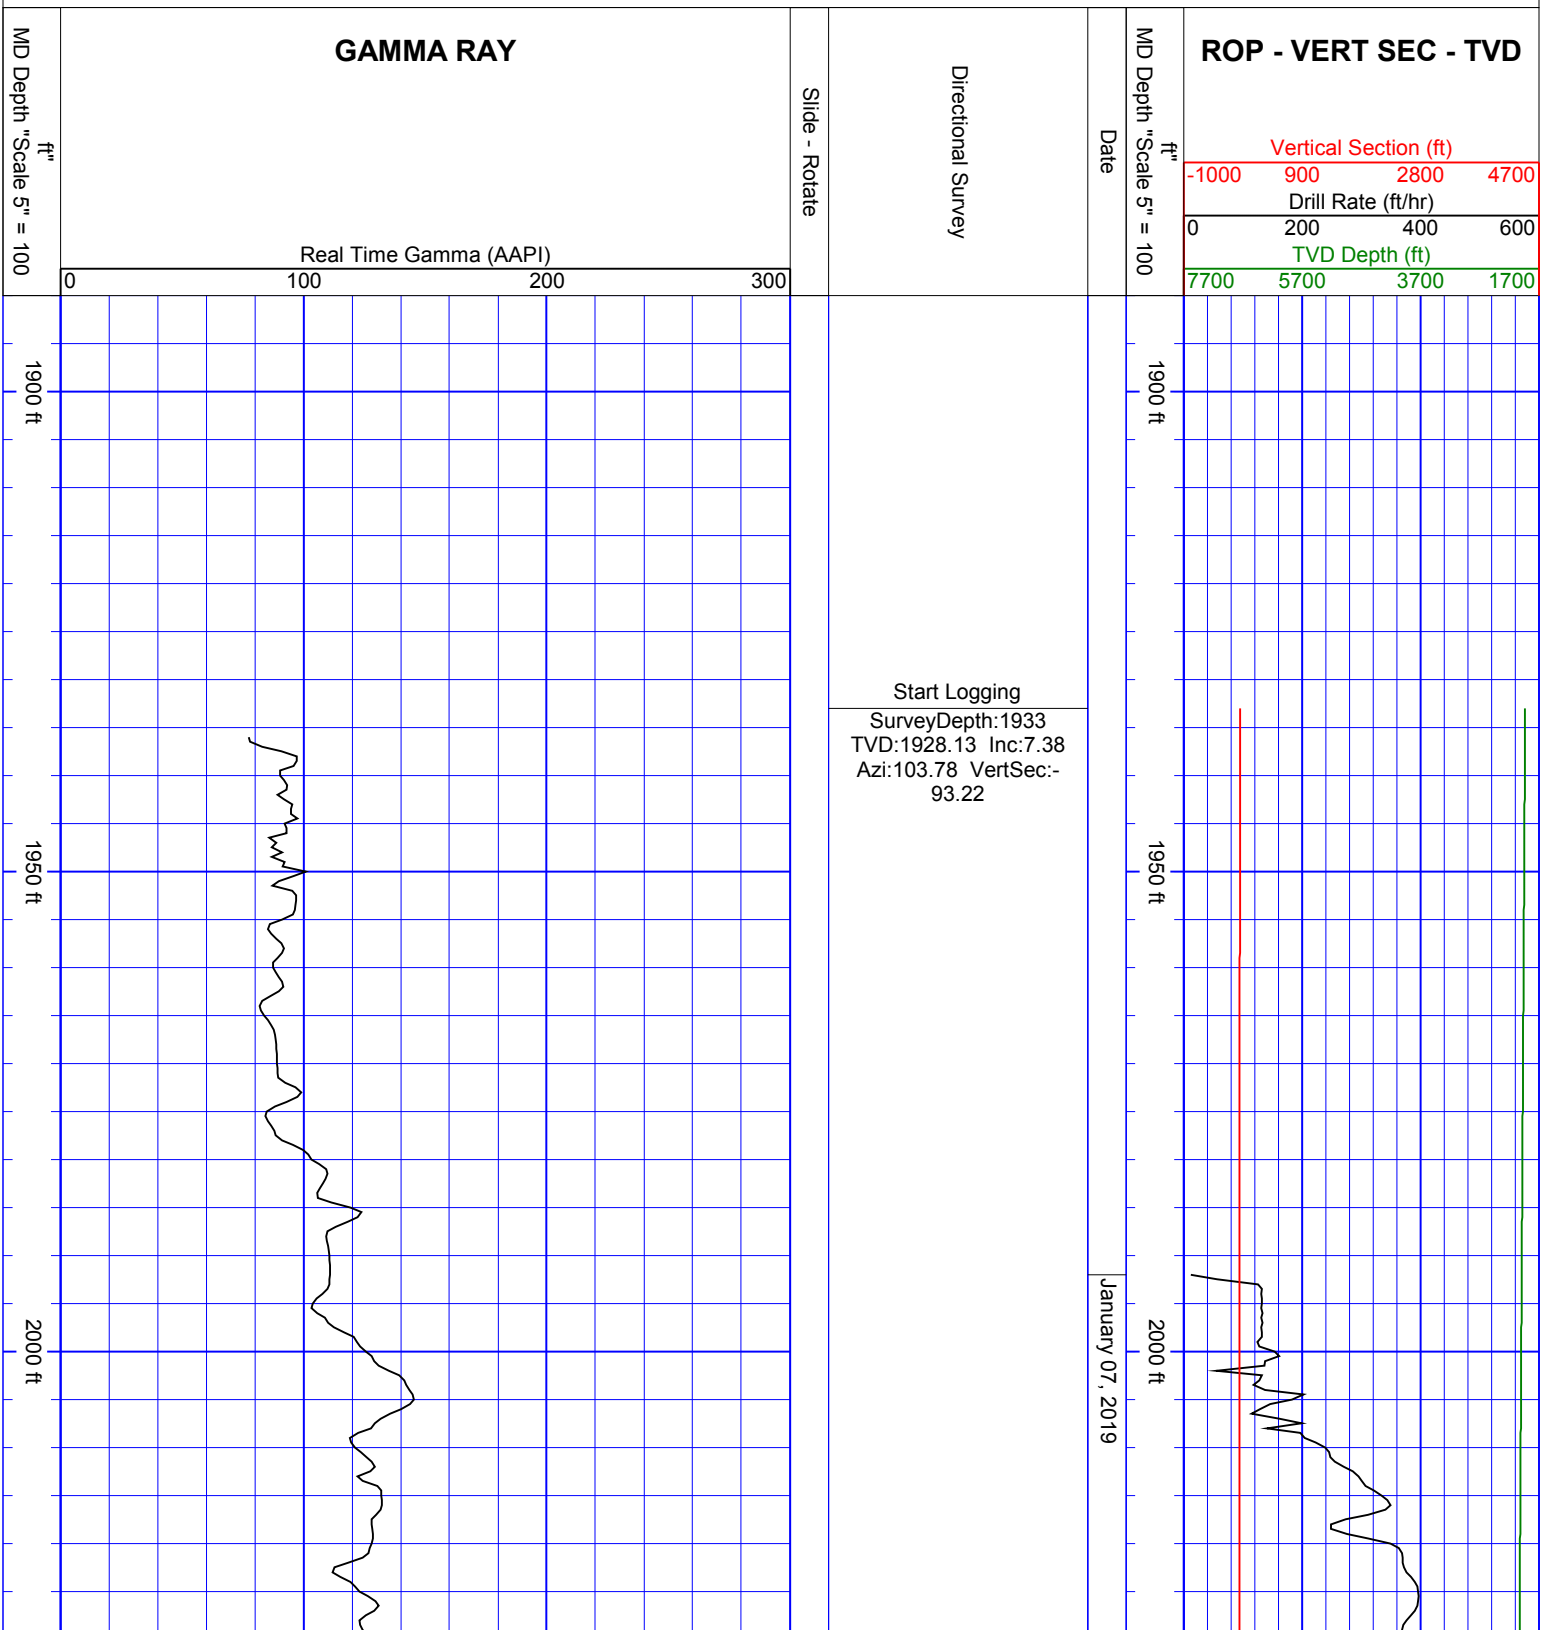 MD Depth "Scale 5" = 100
ft"
GAMMA RAY
Real Time Gamma (AAPI)
0 100 200 300
Slide - Rotate
Directional Survey
Date
MD Depth "Scale 5" = 100
ft"
ROP - VERT SEC - TVD
Vertical Section (ft)
-1000 900 2800 4700
Drill Rate (ft/hr)
0 200 400 600
TVD Depth (ft)
7700 5700 3700 1700
1900 ft
1900 ft
Start Logging
SurveyDepth:1933
TVD:1928.13 Inc:7.38
Azi:103.78 VertSec:-
93.22
1950 ft
1950 ft
January 07, 2019
2000 ft
2000 ft